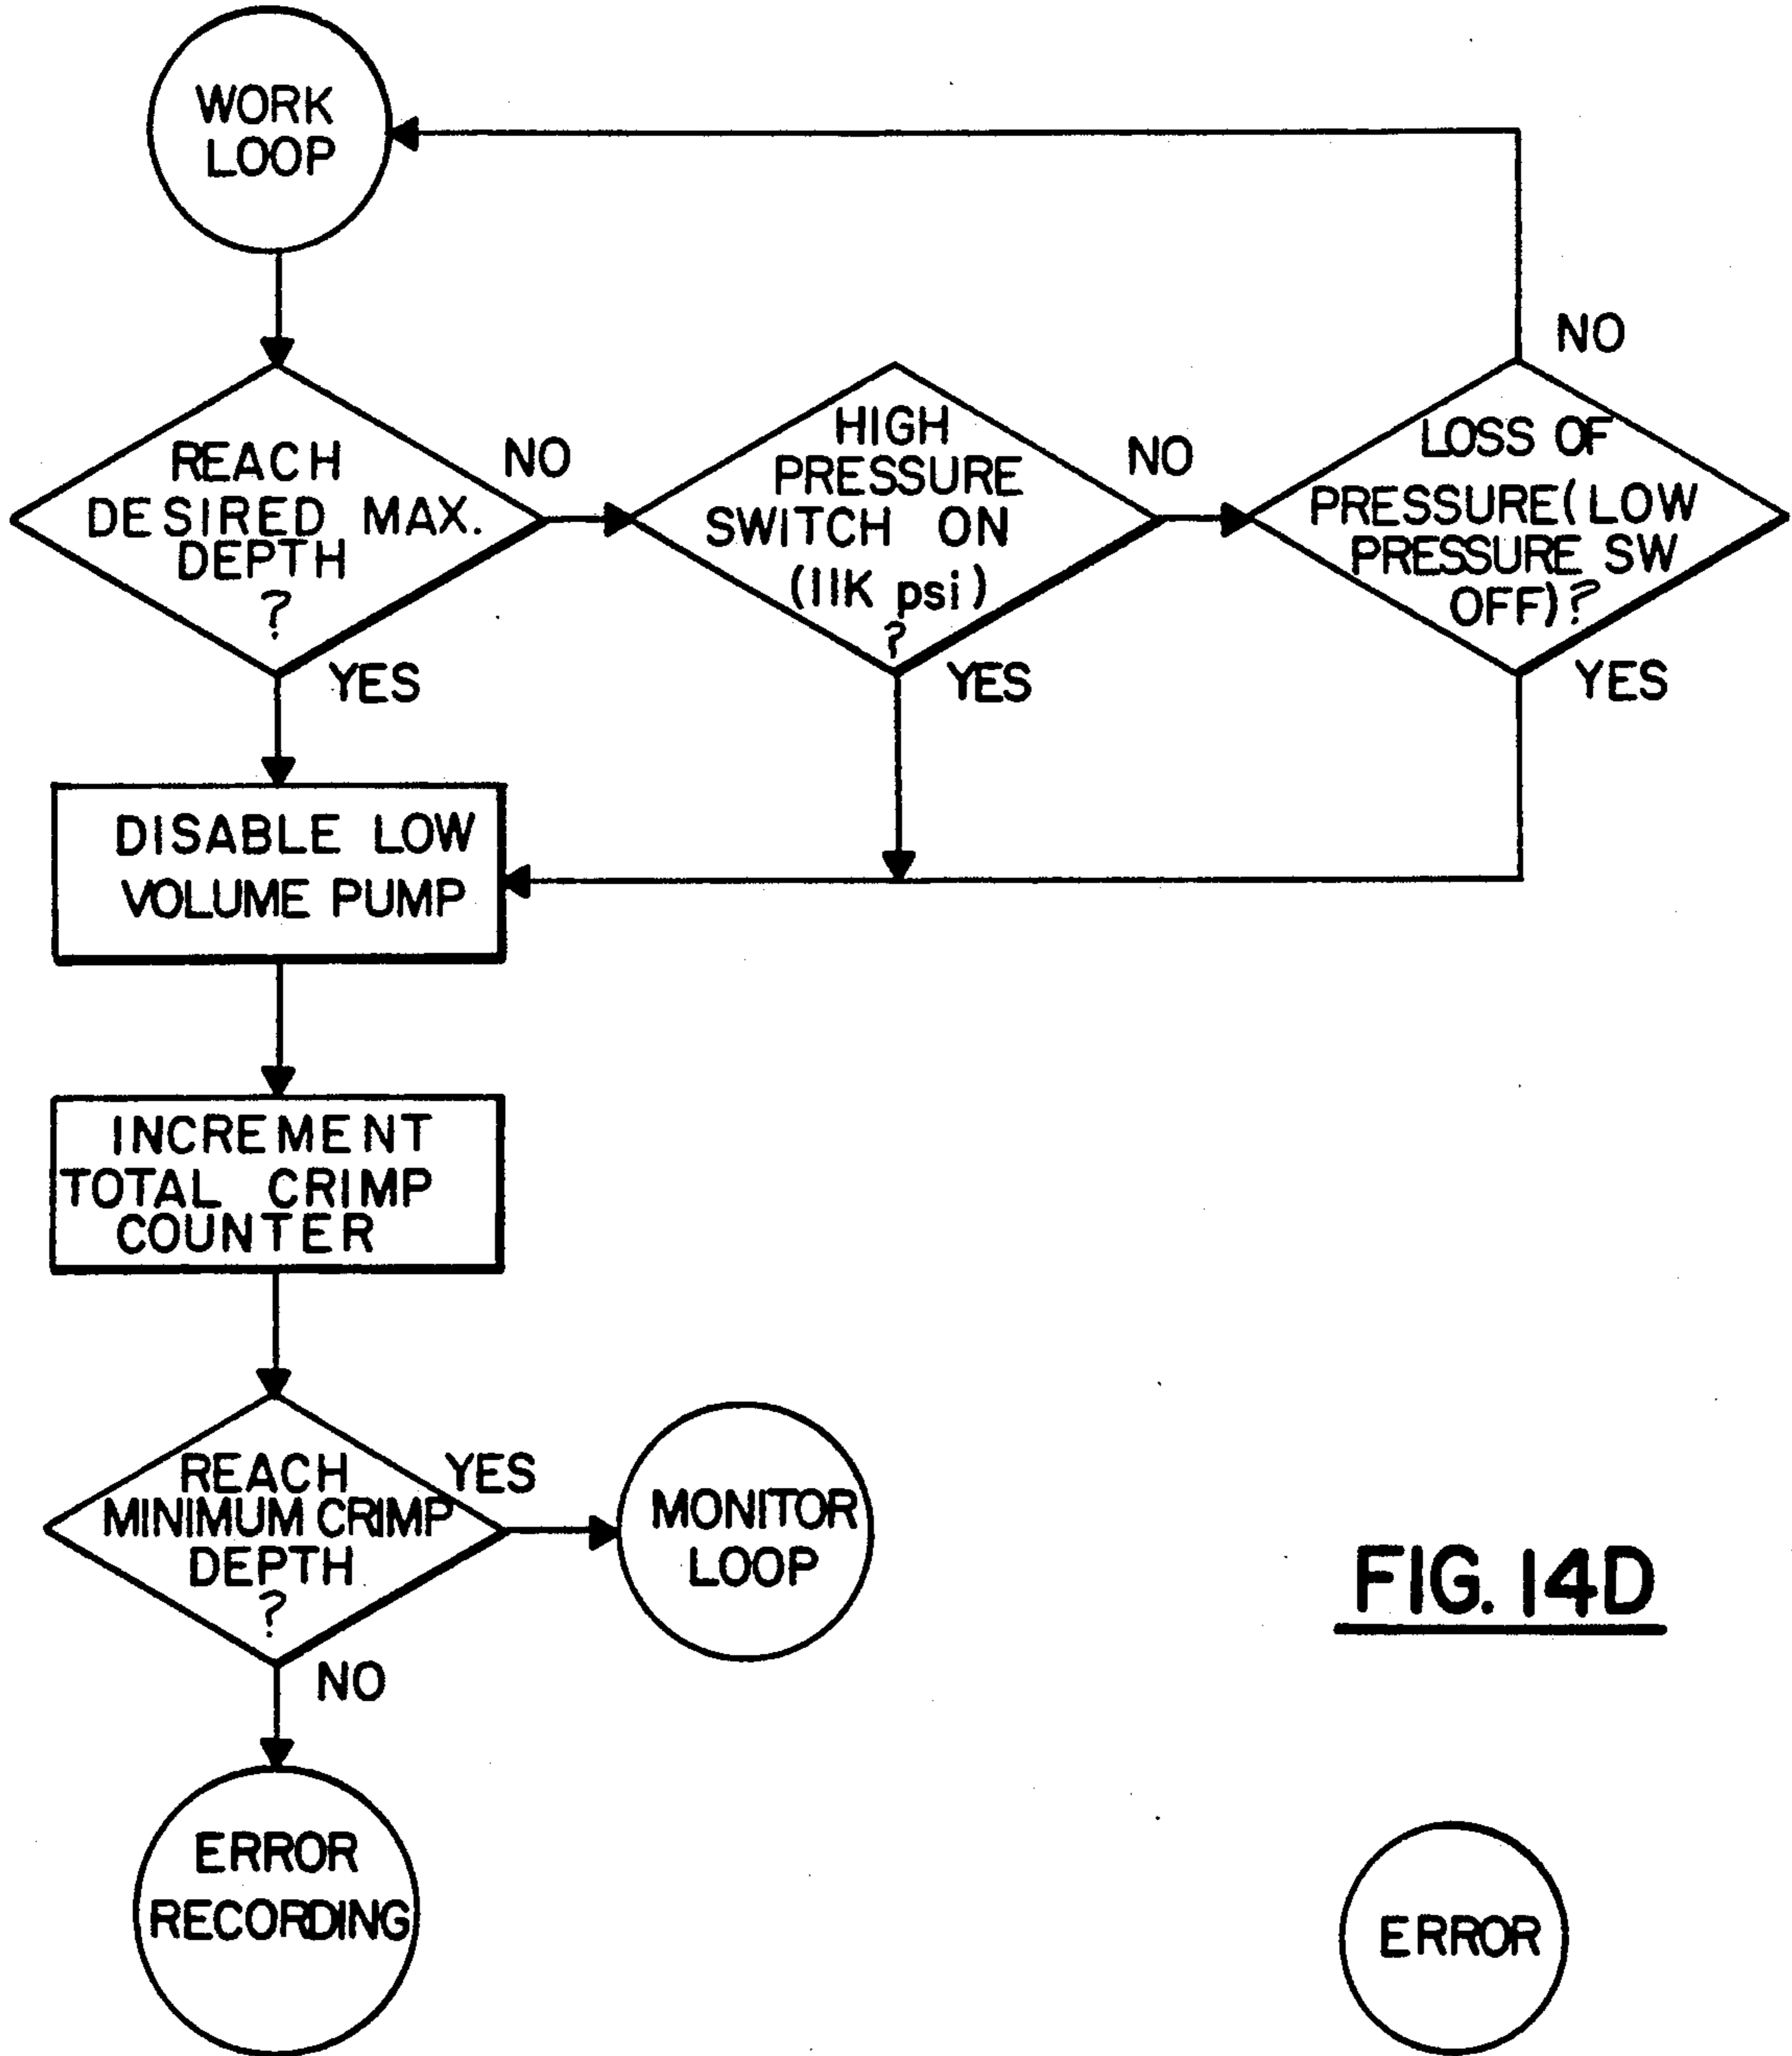 WORK
LOOP
REACH
DESIRED MAX.
DEPTH
?
NO
YES
HIGH
PRESSURE
SWITCH ON
(11K psi)
?
NO
YES
LOSS OF
PRESSURE(LOW
PRESSURE SW
OFF)?
NO
YES
DISABLE LOW
VOLUME PUMP
INCREMENT
TOTAL CRIMP
COUNTER
REACH
MINIMUM CRIMP
DEPTH
?
YES
NO
MONITOR
LOOP
ERROR
RECORDING
FIG. 14D
ERROR